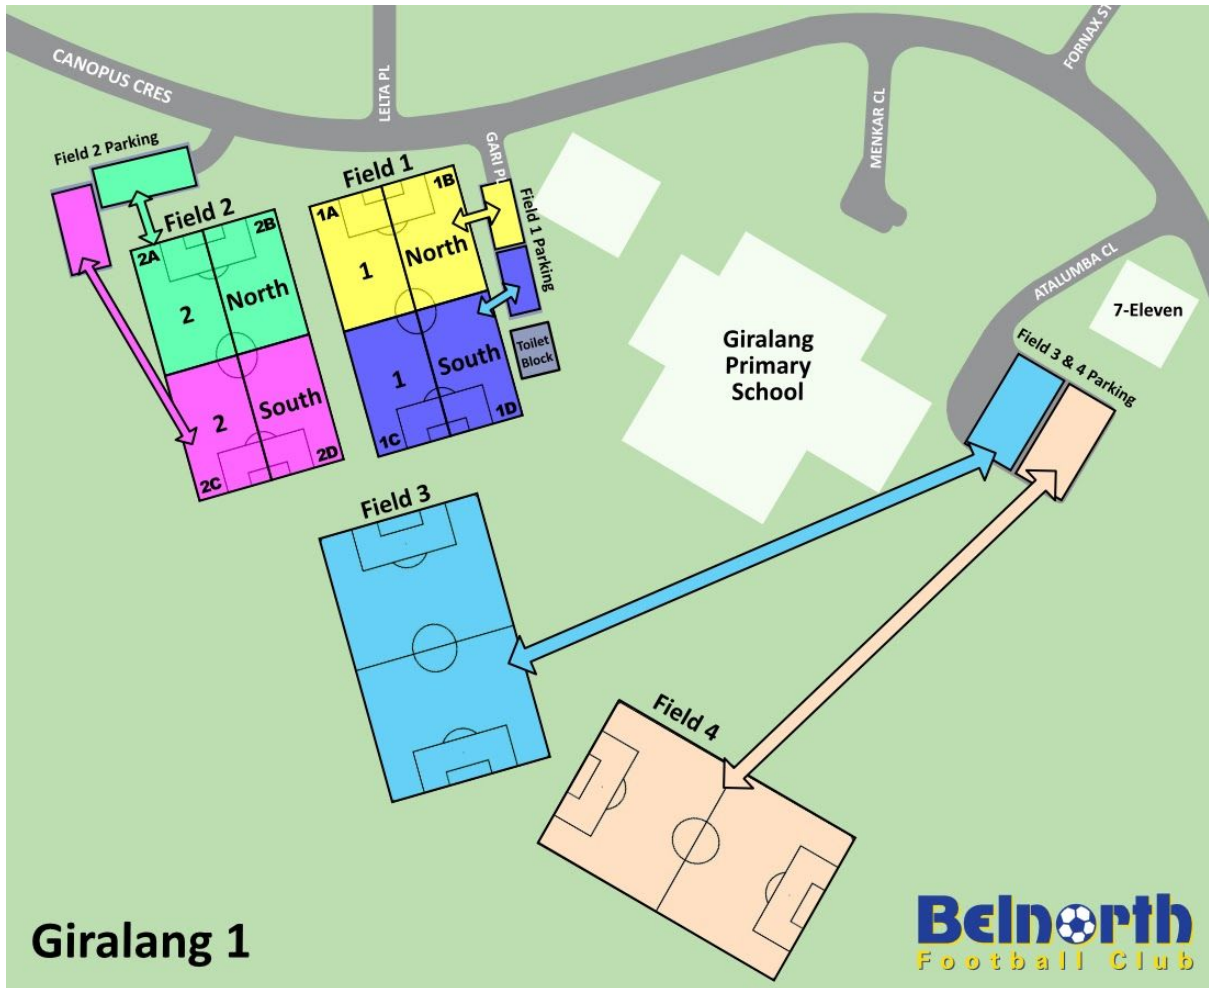 CANOPUS CRES
LELTA PL
GARI PL
MENKAR CL
FORNAX ST
ATALUMBA CL
7-Eleven
Field 2 Parking
Field 2
2A
2B
2
North
2
South
2C
2D
Field 1
1A
1B
1
North
1
South
1C
1D
Field 1 Parking
Toilet
Block
Giralang
Primary
School
Field 3 & 4 Parking
Field 3
Field 4
Giralang 1
Belnorth
Football Club